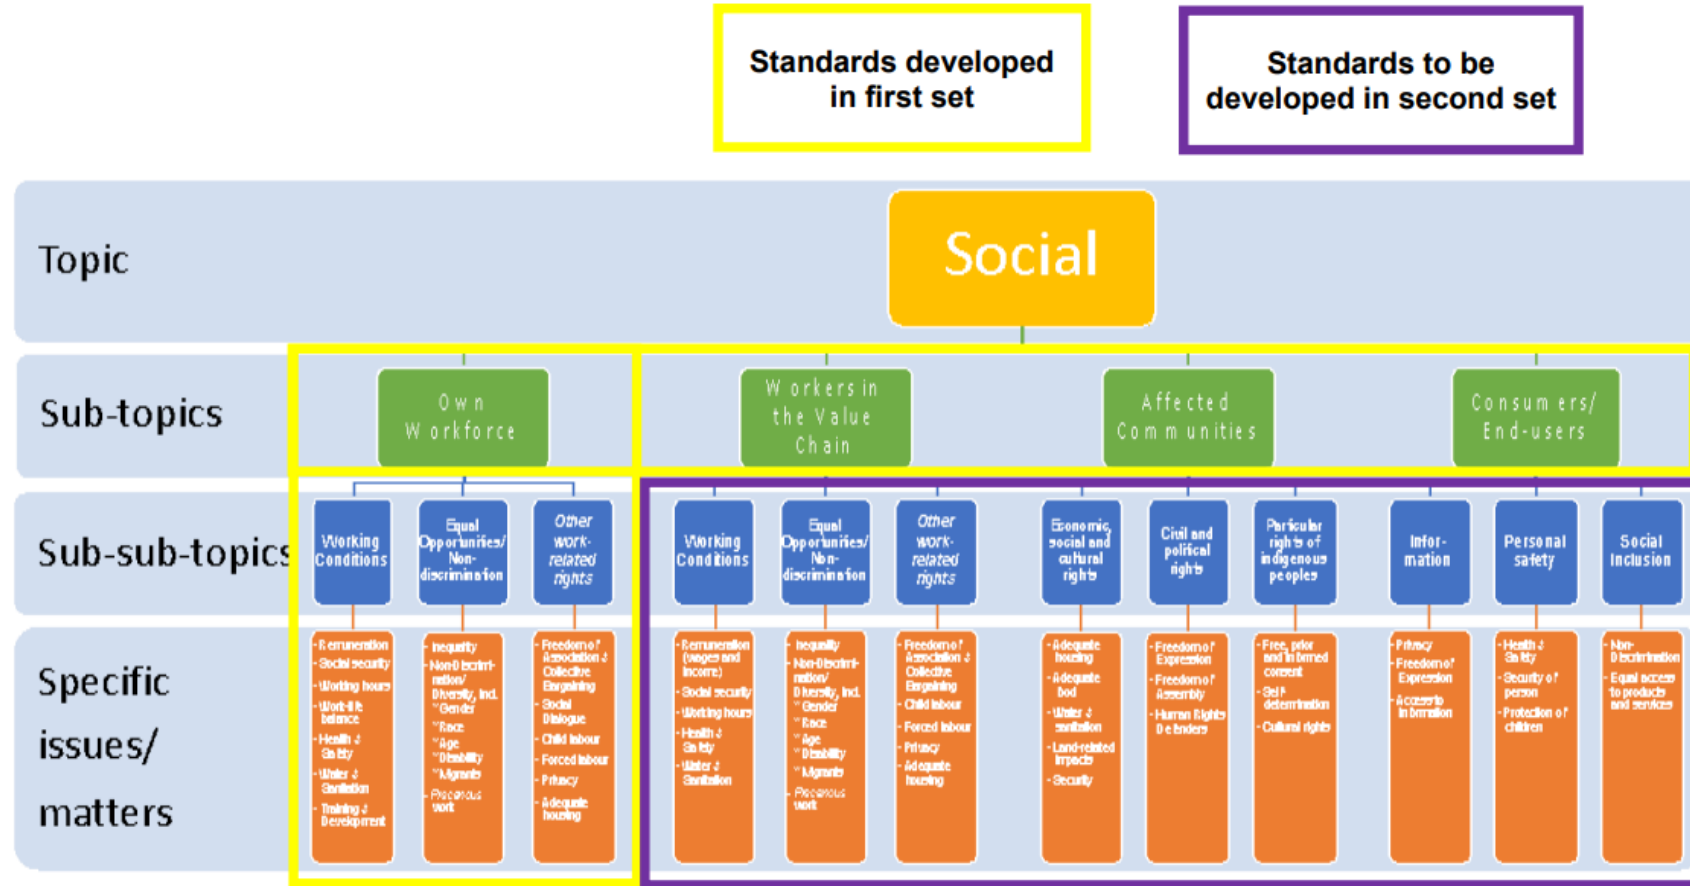 Standards developed
in first set
Standards to be
developed in second set
Topic
Social
Sub-topics
Own
Workforce
Workers in
the Value
Chain
Affected
Communities
Consumers/
End-users
Sub-sub-topics
Working
Conditions
Equal
Opportunities/
Non-
discrimination
Other
work-
related
rights
Working
Conditions
Equal
Opportunities/
Non-
discrimination
Other
work-
related
rights
Economic,
social and
cultural
rights
Civil and
political
rights
Particular
rights of
indigenous
peoples
Infor-
mation
Personal
safety
Social
Inclusion
Specific
issues/
matters
- Remuneration
- Social security
- Working hours
- Work-life
balance
- Health &
Safety
- Water &
Sanitation
- Training &
Development
- Inequality
- Non-Discrimi-
nation/
Diversity, incl.
* Gender
* Race
* Age
* Disability
* Migrants
- Precarious
work
- Freedom of
Association &
Collective
Bargaining
- Social
Dialogue
- Child labour
- Forced labour
- Privacy
- Adequate
housing
- Remuneration
(wages and
income)
- Social security
- Working hours
- Health &
Safety
- Water &
Sanitation
- Inequality
- Non-Discrimi-
nation/
Diversity, incl.
* Gender
* Race
* Age
* Disability
* Migrants
- Precarious
work
- Freedom of
Association &
Collective
Bargaining
- Child labour
- Forced labour
- Privacy
- Adequate
housing
- Adequate
housing
- Adequate
food
- Water &
sanitation
- Land-related
impacts
- Security
- Freedom of
Expression
- Freedom of
Assembly
- Human Rights
Defenders
- Free, prior
and informed
consent
- Self-
determination
- Cultural rights
- Privacy
- Freedom of
Expression
- Access to
information
- Health &
Safety
- Security of
person
- Protection of
children
- Non-
Discrimination
- Equal access
to products
and services